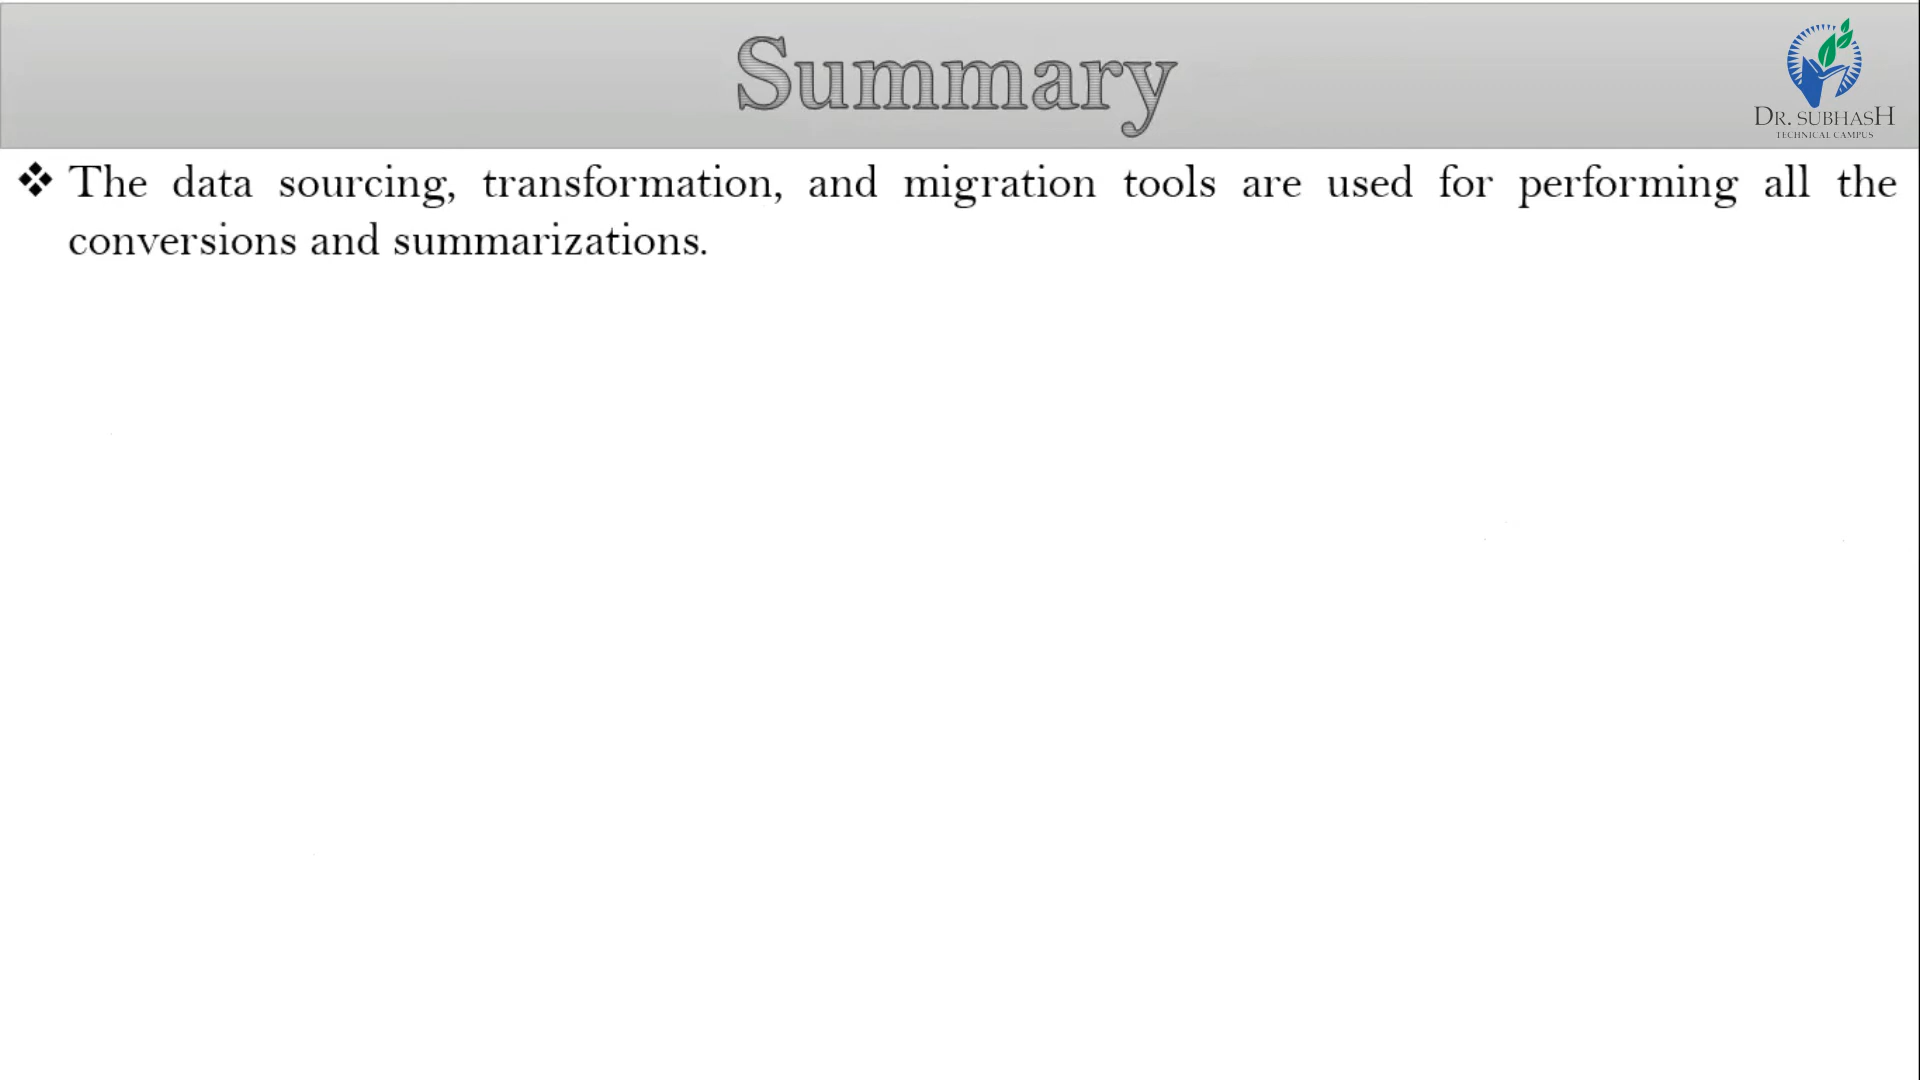 Summary
DR. SUBHASH
TECHNICAL CAMPUS
❖ The data sourcing, transformation, and migration tools are used for performing all the
conversions and summarizations.